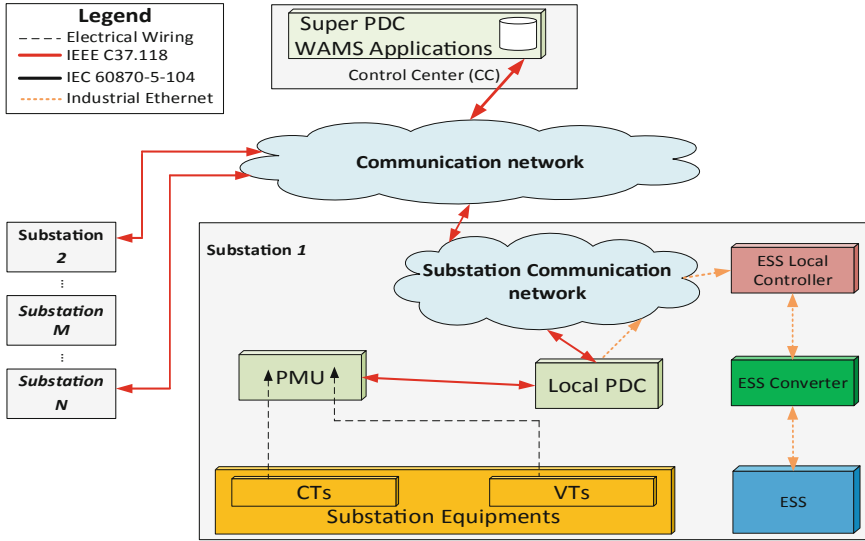 Legend
Electrical Wiring
IEEE C37.118
IEC 60870-5-104
Industrial Ethernet
Super PDC
WAMS Applications
Control Center (CC)
Communication network
Substation
2
...
Substation
M
...
Substation
N
Substation 1
Substation Communication
network
ESS Local
Controller
PMU
Local PDC
ESS Converter
CTs
VTs
Substation Equipments
ESS